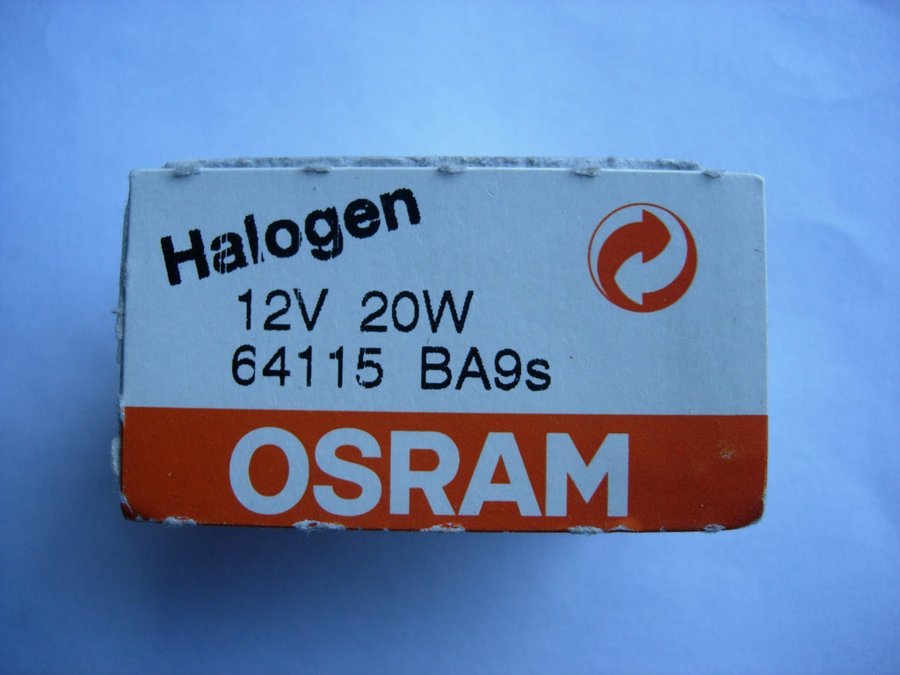 Halogen
12V 20W
64115 BA9s
OSRAM